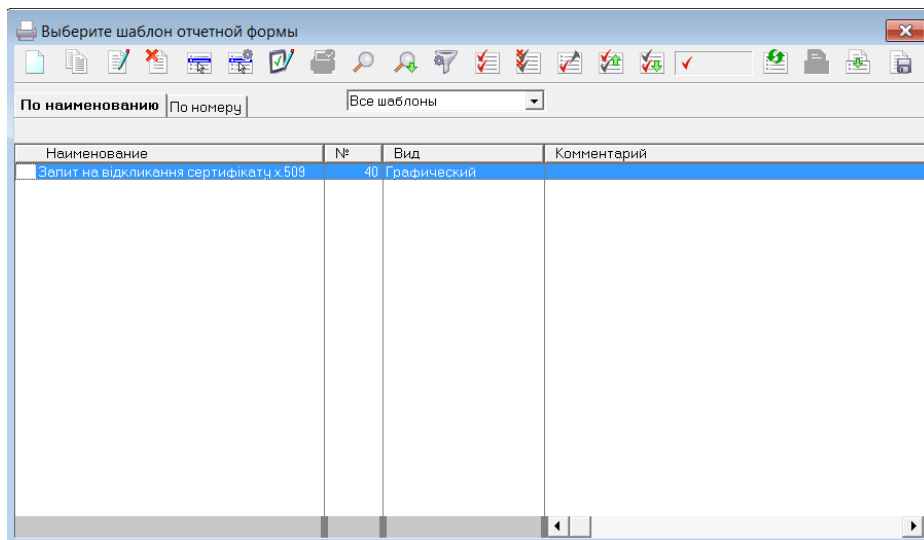 Выберите шаблон отчетной формы
По наименованию По номеру Все шаблоны
Наименование № Вид Комментарий
Запит на відкликання сертифікату x.509 40 Графический